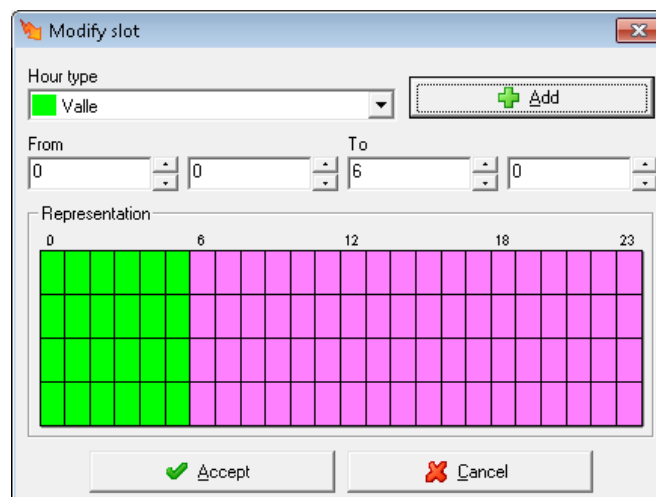 Modify slot
Hour type
Valle
Add
From To
0 0 6 0
Representation
0 6 12 18 23
Accept Cancel